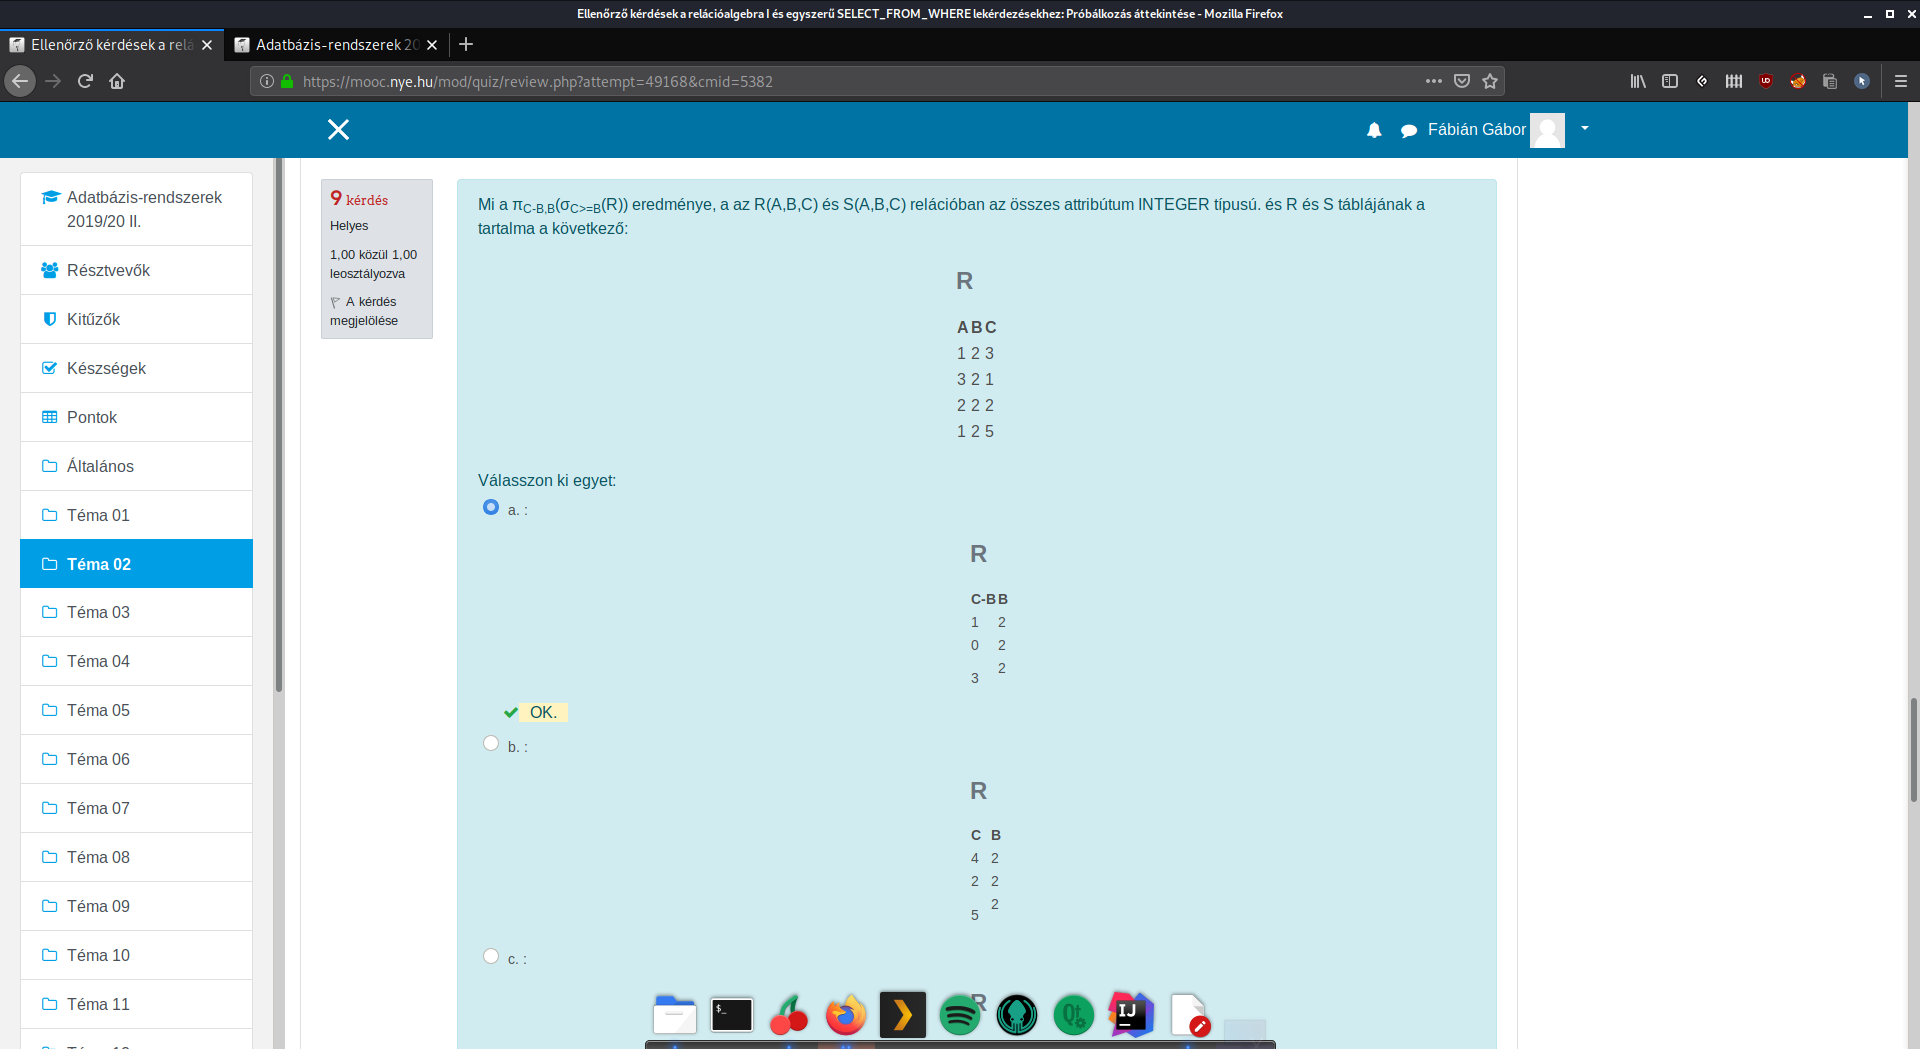 Ellenőrző kérdések a relációalgebra I és egyszerű SELECT_FROM_WHERE lekérdezésekhez: Próbálkozás áttekintése - Mozilla Firefox
Ellenőrző kérdések a relá
Adatbázis-rendszerek 20
https://mooc.nye.hu/mod/quiz/review.php?attempt=49168&cmid=5382
Fábián Gábor
Adatbázis-rendszerek
2019/20 II.
Résztvevők
Kitűzők
Készségek
Pontok
Általános
Téma 01
Téma 02
Téma 03
Téma 04
Téma 05
Téma 06
Téma 07
Téma 08
Téma 09
Téma 10
Téma 11
9 kérdés
Helyes
1,00 közül 1,00
leosztályozva
A kérdés
megjelölése
Mi a πC-B,B(σC>=B(R)) eredménye, a az R(A,B,C) és S(A,B,C) relációban az összes attribútum INTEGER típusú. és R és S táblájának a
tartalma a következő:
R
A B C
1 2 3
3 2 1
2 2 2
1 2 5
Válasszon ki egyet:
a. :
R
C-B B
1 2
0 2
3 2
OK.
b. :
R
C B
4 2
2 2
5 2
c. :
R
$_
Qt
IJ